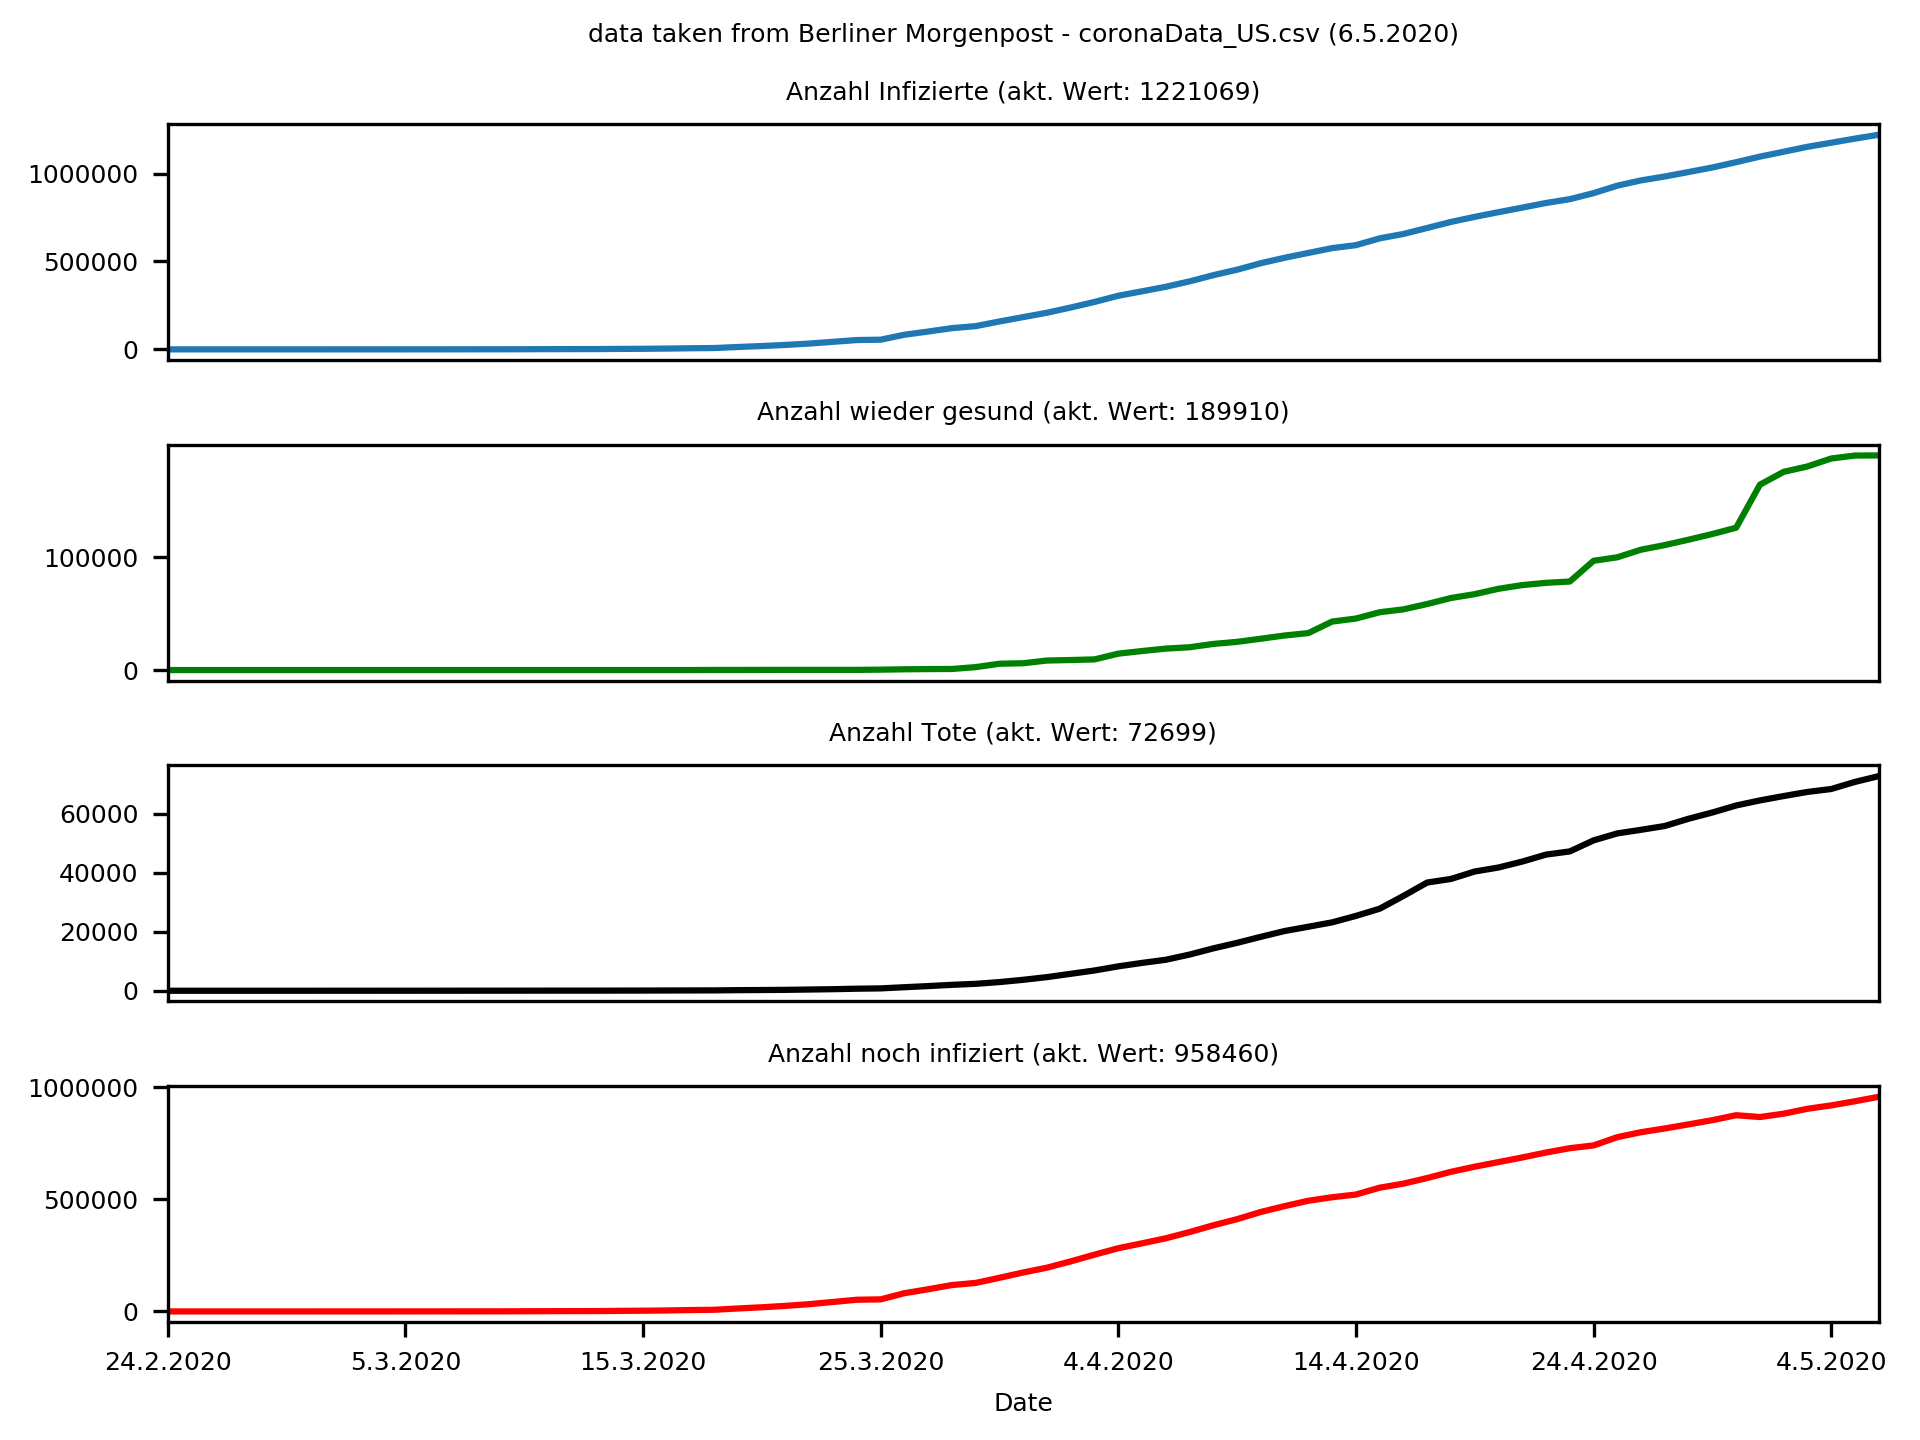 data taken from Berliner Morgenpost - coronaData_US.csv (6.5.2020)
Anzahl Infizierte (akt. Wert: 1221069)
1000000
500000
0
Anzahl wieder gesund (akt. Wert: 189910)
100000
0
Anzahl Tote (akt. Wert: 72699)
60000
40000
20000
0
Anzahl noch infiziert (akt. Wert: 958460)
1000000
500000
0
24.2.2020 5.3.2020 15.3.2020 25.3.2020 4.4.2020 14.4.2020 24.4.2020 4.5.2020
Date